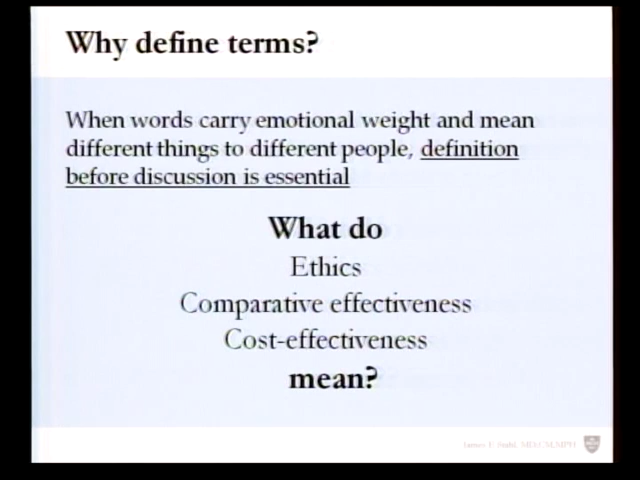 Why define terms?
When words carry emotional weight and mean
different things to different people, definition
before discussion is essential
What do
Ethics
Comparative effectiveness
Cost-effectiveness
mean?